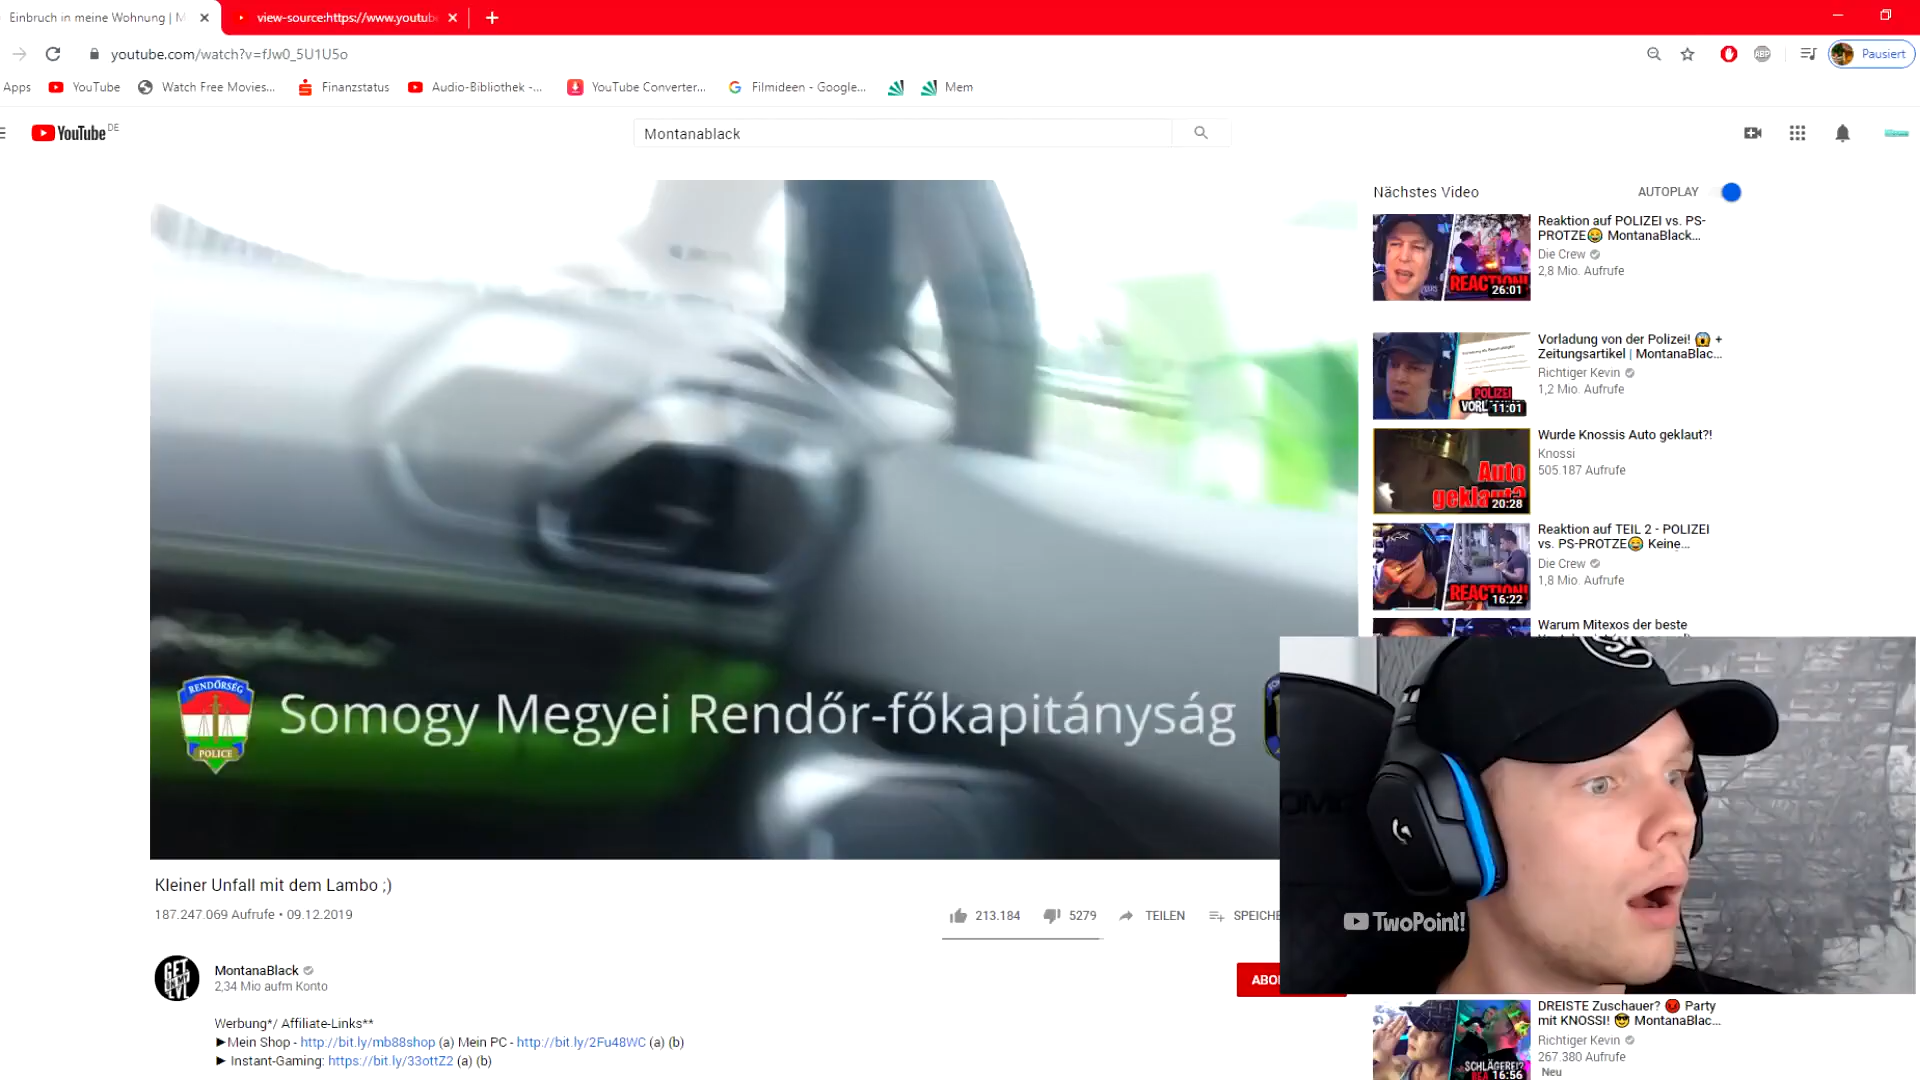 Einbruch in meine Wohnung | M
view-source:https://www.youtub
youtube.com/watch?v=fJw0_5U1U5o
Pausiert
Apps
YouTube
Watch Free Movies...
Finanzstatus
Audio-Bibliothek -...
YouTube Converter...
Filmideen - Google...
Mem
YouTube DE
Montanablack
Nächstes Video
AUTOPLAY
Reaktion auf POLIZEI vs. PS-
PROTZE😂 MontanaBlack...
Die Crew
2,8 Mio. Aufrufe
REACTION!
26:01
Vorladung von der Polizei! 😱 +
Zeitungsartikel | MontanaBlac...
Richtiger Kevin
1,2 Mio. Aufrufe
POLIZEI
11:01
Wurde Knossis Auto geklaut?!
Knossi
505.187 Aufrufe
Auto
geklaut?
20:28
Reaktion auf TEIL 2 - POLIZEI
vs. PS-PROTZE😂 Keine...
Die Crew
1,8 Mio. Aufrufe
REACTION!
16:22
Warum Mitexos der beste
RENDŐRSÉG
POLICE
Somogy Megyei Rendőr-főkapitányság
TwoPoint!
Kleiner Unfall mit dem Lambo ;)
187.247.069 Aufrufe • 09.12.2019
213.184
5279
TEILEN
SPEICHE
MontanaBlack
2,34 Mio aufm Konto
ABO
Werbung*/ Affiliate-Links**
►Mein Shop - http://bit.ly/mb88shop (a) Mein PC - http://bit.ly/2Fu48WC (a) (b)
► Instant-Gaming: https://bit.ly/33ottZ2 (a) (b)
DREISTE Zuschauer? 😡 Party
mit KNOSSI! 😎 MontanaBlac...
Richtiger Kevin
267.380 Aufrufe
Neu
SCHLÄGEREI?
16:56